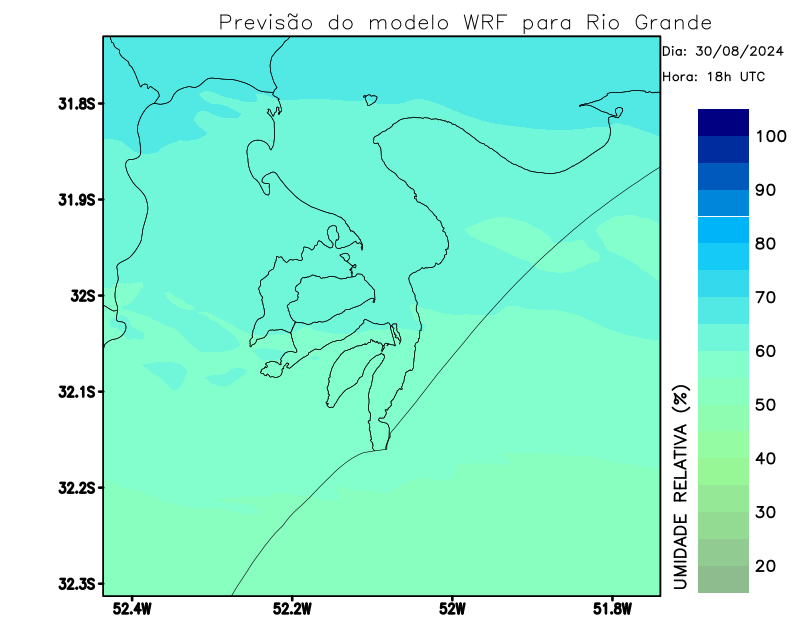 Previsão do modelo WRF para Rio Grande
Dia: 30/08/2024
Hora: 18h UTC
31.8S
31.9S
32S
32.1S
32.2S
32.3S
52.4W
52.2W
52W
51.8W
100
90
80
70
60
50
40
30
20
UMIDADE RELATIVA (%)